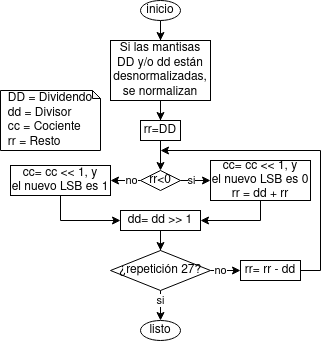 inicio
Si las mantisas
DD y/o dd están
desnormalizadas,
se normalizan
DD = Dividendo
dd = Divisor
cc = Cociente
rr = Resto
rr=DD
cc= cc << 1, y
el nuevo LSB es 1
no
rr<0
si
cc= cc << 1, y
el nuevo LSB es 0
rr = dd + rr
dd= dd >> 1
¿repetición 27?
no
rr= rr - dd
si
listo